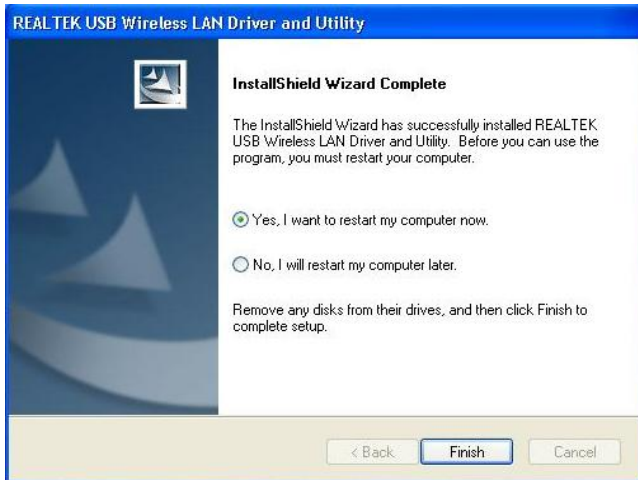 REALTEK USB Wireless LAN Driver and Utility
InstallShield Wizard Complete
The InstallShield Wizard has successfully installed REALTEK
USB Wireless LAN Driver and Utility.  Before you can use the
program, you must restart your computer.
Yes, I want to restart my computer now.
No, I will restart my computer later.
Remove any disks from their drives, and then click Finish to
complete setup.
< Back Finish Cancel